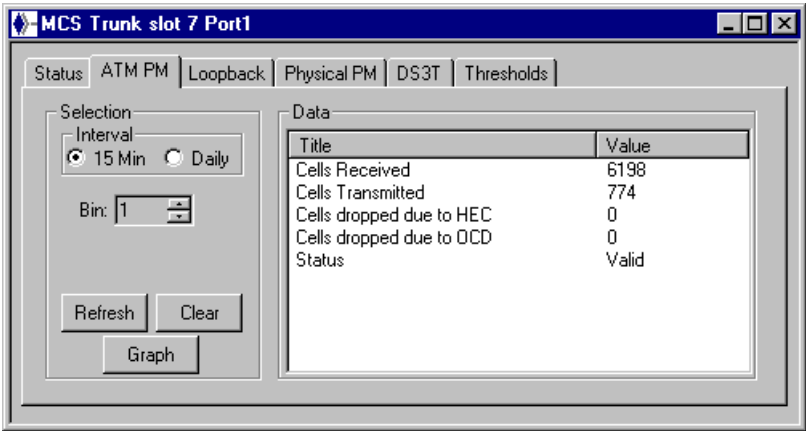 MCS Trunk slot 7 Port1
Status ATM PM Loopback Physical PM DS3T Thresholds
Selection
Interval
15 Min Daily
Bin: 1
Refresh Clear
Graph
Data
Title Value
Cells Received 6198
Cells Transmitted 774
Cells dropped due to HEC 0
Cells dropped due to OCD 0
Status Valid